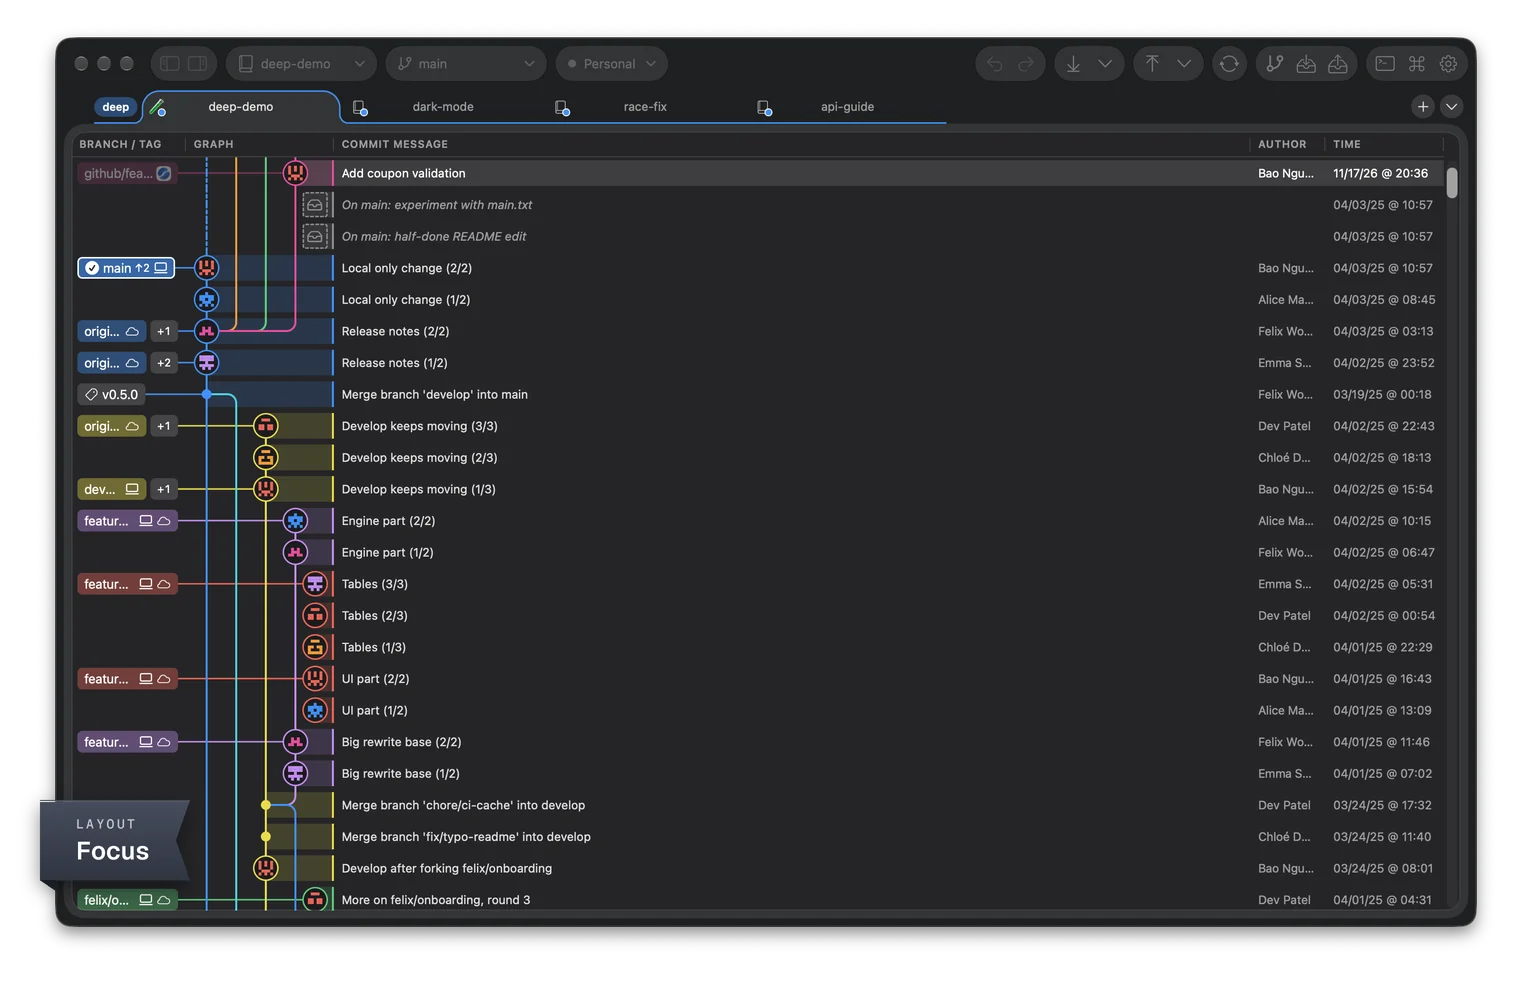 deep-demo main Personal
deep deep-demo dark-mode race-fix api-guide
BRANCH / TAG GRAPH COMMIT MESSAGE AUTHOR TIME
github/fea... Add coupon validation Bao Ngu... 11/17/26 @ 20:36
On main: experiment with main.txt 04/03/25 @ 10:57
On main: half-done README edit 04/03/25 @ 10:57
main ↑2 Local only change (2/2) Bao Ngu... 04/03/25 @ 10:57
Local only change (1/2) Alice Ma... 04/03/25 @ 08:45
origi... +1 Release notes (2/2) Felix Wo... 04/03/25 @ 03:13
origi... +2 Release notes (1/2) Emma S... 04/02/25 @ 23:52
v0.5.0 Merge branch 'develop' into main Felix Wo... 03/19/25 @ 00:18
origi... +1 Develop keeps moving (3/3) Dev Patel 04/02/25 @ 22:43
Develop keeps moving (2/3) Chloé D... 04/02/25 @ 18:13
dev... +1 Develop keeps moving (1/3) Bao Ngu... 04/02/25 @ 15:54
featur... Engine part (2/2) Alice Ma... 04/02/25 @ 10:15
Engine part (1/2) Felix Wo... 04/02/25 @ 06:47
featur... Tables (3/3) Emma S... 04/02/25 @ 05:31
Tables (2/3) Dev Patel 04/02/25 @ 00:54
Tables (1/3) Chloé D... 04/01/25 @ 22:29
featur... UI part (2/2) Bao Ngu... 04/01/25 @ 16:43
UI part (1/2) Alice Ma... 04/01/25 @ 13:09
featur... Big rewrite base (2/2) Felix Wo... 04/01/25 @ 11:46
Big rewrite base (1/2) Emma S... 04/01/25 @ 07:02
Merge branch 'chore/ci-cache' into develop Dev Patel 03/24/25 @ 17:32
Merge branch 'fix/typo-readme' into develop Chloé D... 03/24/25 @ 11:40
LAYOUT
Focus
Develop after forking felix/onboarding Bao Ngu... 03/24/25 @ 08:01
felix/o... More on felix/onboarding, round 3 Dev Patel 04/01/25 @ 04:31